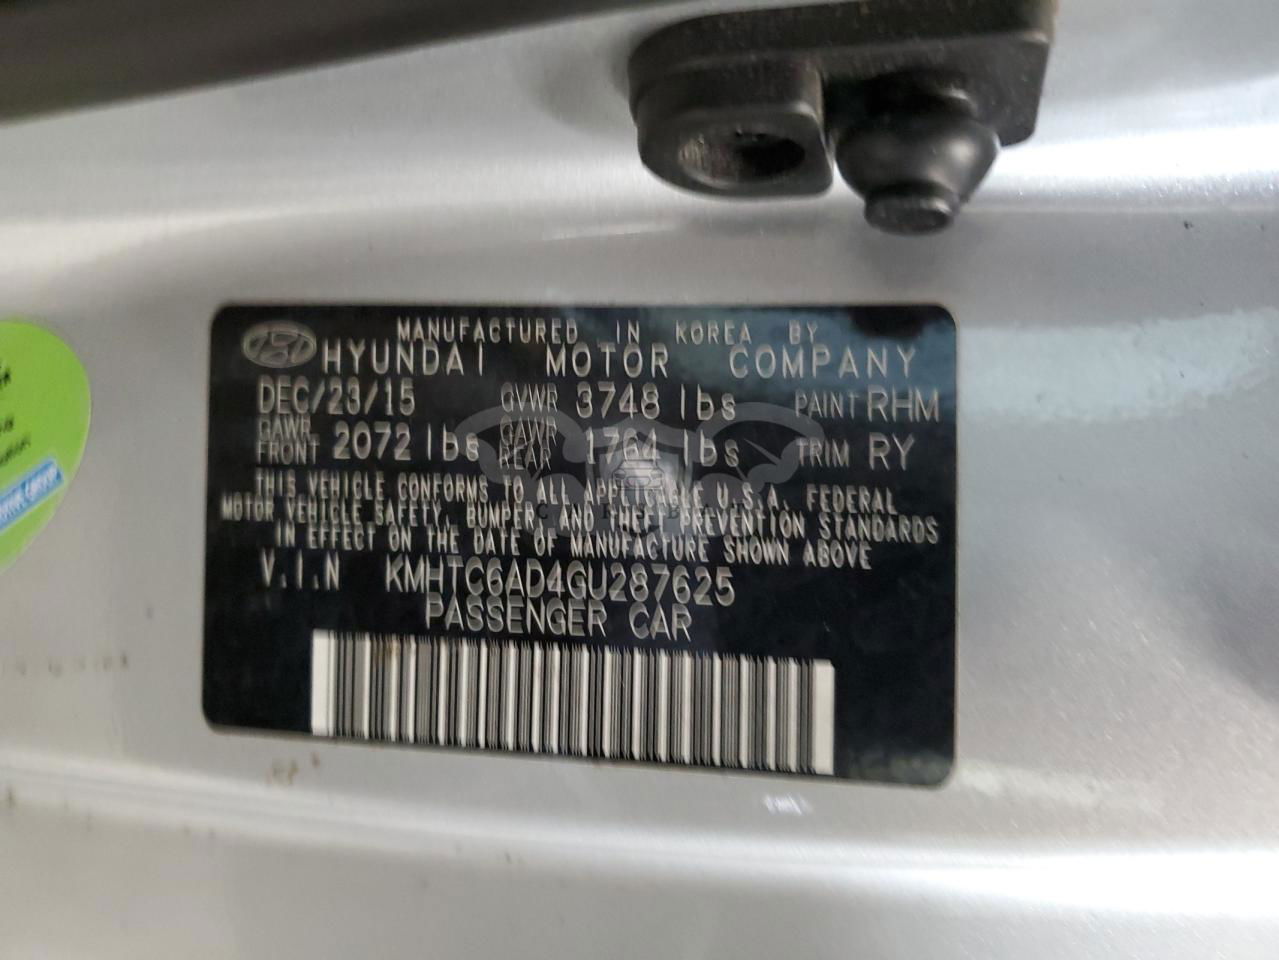 MANUFACTURED IN KOREA BY
HYUNDAI MOTOR COMPANY
DEC/23/15 GVWR 3748 lbs PAINT RHM
GAWR FRONT 2072 lbs GAWR REAR 1764 lbs TRIM RY
THIS VEHICLE CONFORMS TO ALL APPLICABLE U.S.A. FEDERAL
MOTOR VEHICLE SAFETY, BUMPER, AND THEFT PREVENTION STANDARDS
IN EFFECT ON THE DATE OF MANUFACTURE SHOWN ABOVE
V.I.N KMHTC6AD4GU287625
PASSENGER CAR